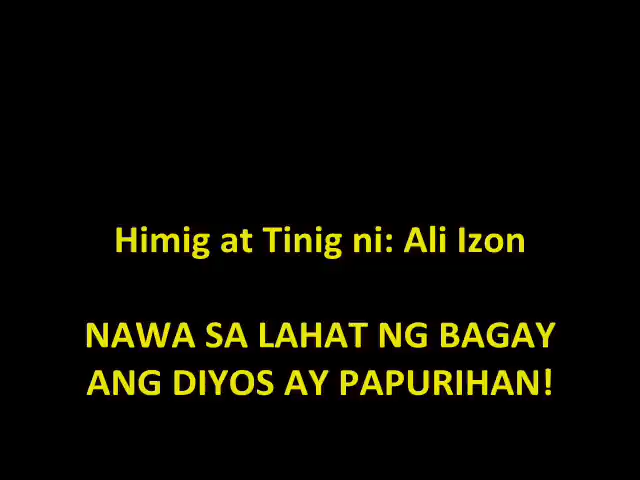 Himig at Tinig ni: Ali Izon
NAWA SA LAHAT NG BAGAY
ANG DIYOS AY PAPURIHAN!